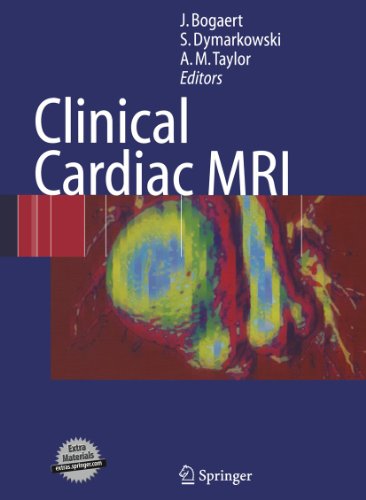 J. Bogaert
S. Dymarkowski
A. M. Taylor
Editors
Clinical
Cardiac MRI
Extra
Materials
extras.springer.com
Springer